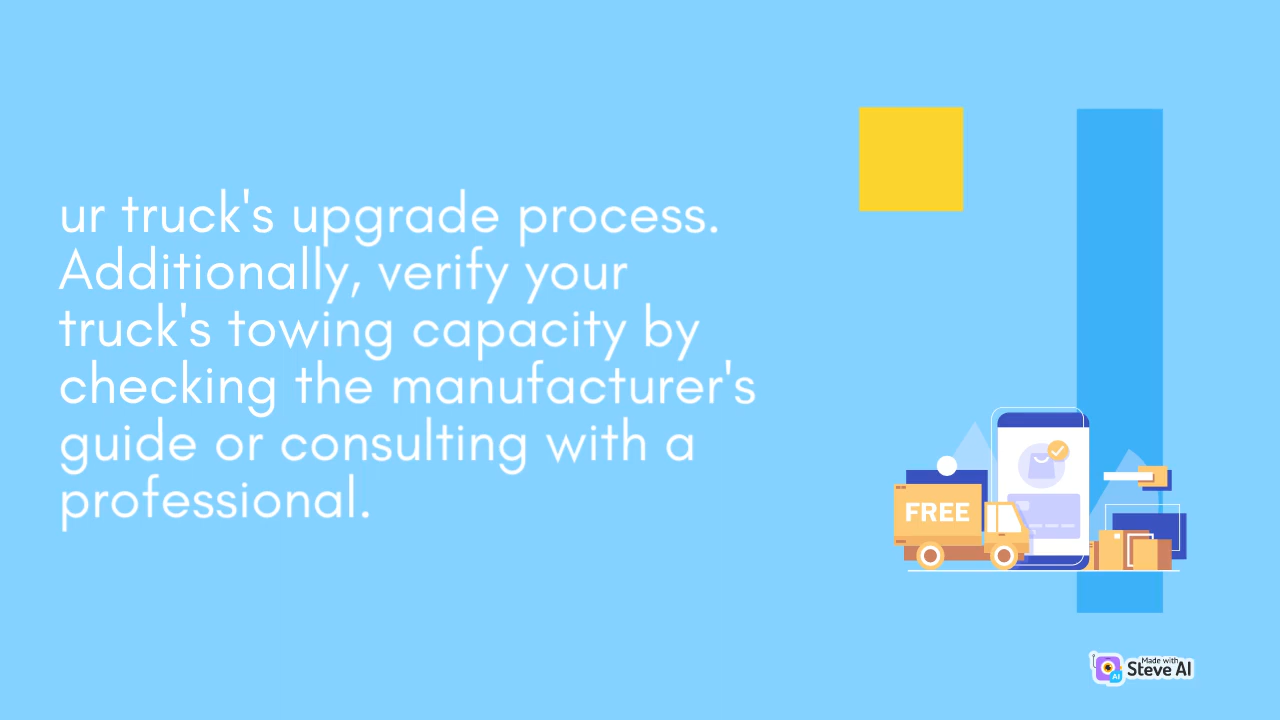 ur truck's upgrade process.
Additionally, verify your
truck's towing capacity by
checking the manufacturer's
guide or consulting with a
professional.
FREE
Made with
Steve AI
AI